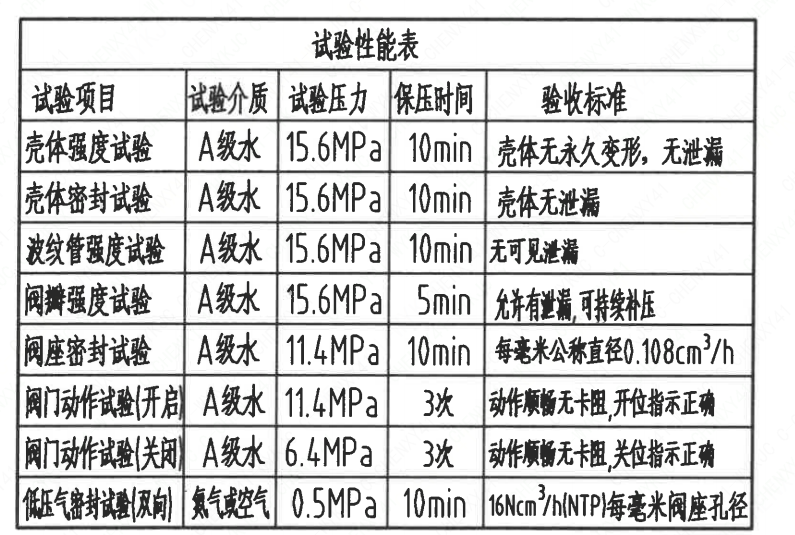 试验性能表
试验项目 试验介质 试验压力 保压时间 验收标准
壳体强度试验 A级水 15.6MPa 10min 壳体无永久变形，无泄漏
壳体密封试验 A级水 15.6MPa 10min 壳体无泄漏
波纹管强度试验 A级水 15.6MPa 10min 无可见泄漏
阀瓣强度试验 A级水 15.6MPa 5min 允许有泄漏,可持续补压
阀座密封试验 A级水 11.4MPa 10min 每毫米公称直径0.108cm³/h
阀门动作试验(开启) A级水 11.4MPa 3次 动作顺畅无卡阻,开位指示正确
阀门动作试验(关闭) A级水 6.4MPa 3次 动作顺畅无卡阻,关位指示正确
低压气密封试验(双向) 氮气或空气 0.5MPa 10min 16Ncm³/h(NTP)每毫米阀座孔径